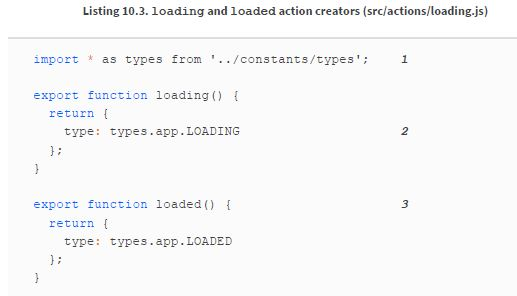 Listing 10.3. loading and loaded action creators (src/actions/loading.js)
import * as types from '../constants/types';    1
export function loading() {
  return {
    type: types.app.LOADING    2
  };
}
export function loaded() {    3
  return {
    type: types.app.LOADED
  };
}